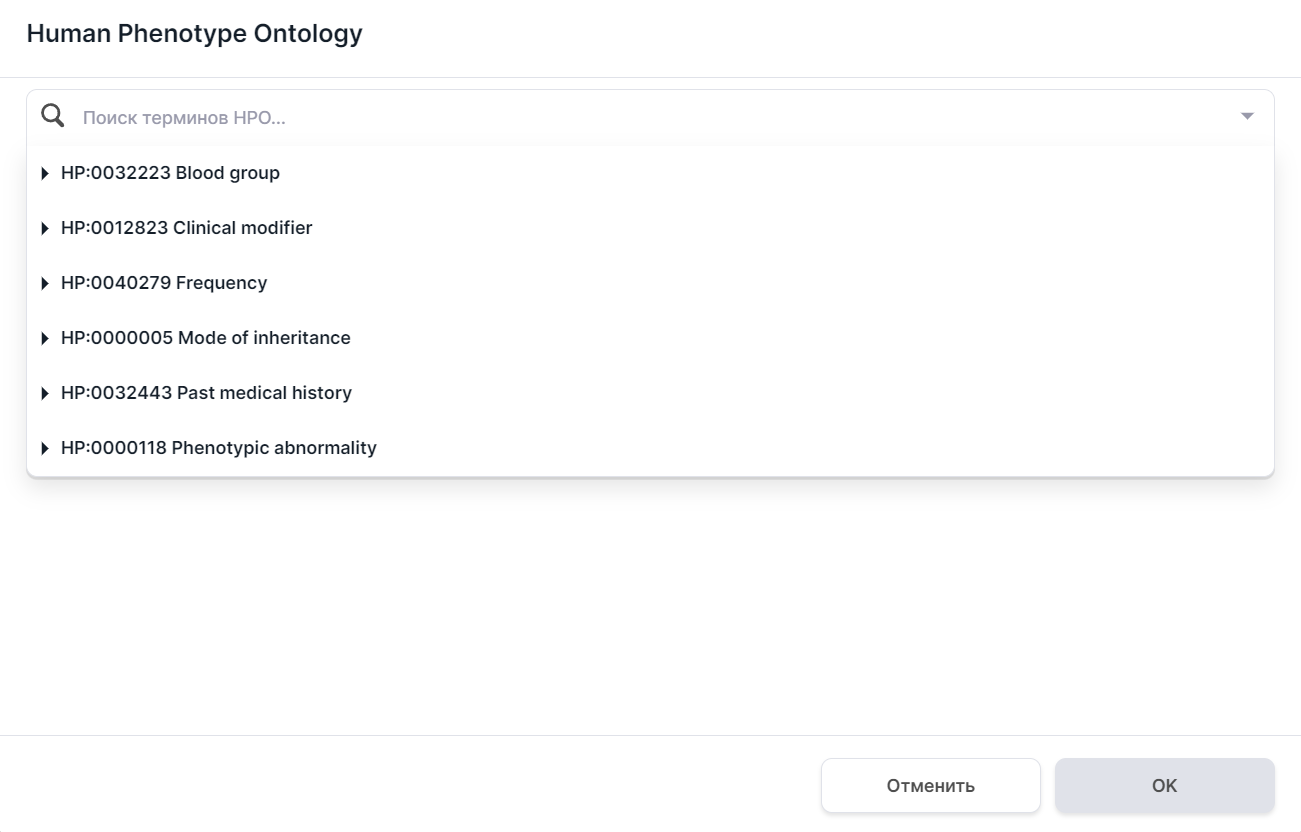 Human Phenotype Ontology
Поиск терминов HPO...
HP:0032223 Blood group
HP:0012823 Clinical modifier
HP:0040279 Frequency
HP:0000005 Mode of inheritance
HP:0032443 Past medical history
HP:0000118 Phenotypic abnormality
Отменить
OK